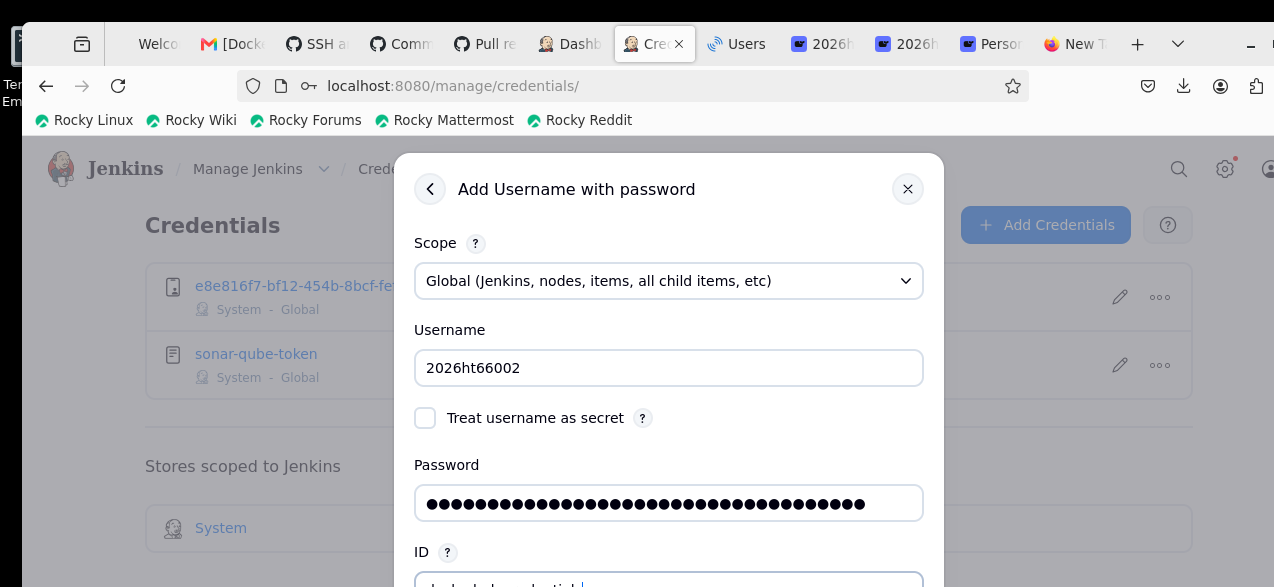 Ter
Em
Welco
[Dock
SSH a
Comm
Pull re
Dashb
Cred
Users
2026h
2026h
Person
New T
localhost:8080/manage/credentials/
Rocky Linux
Rocky Wiki
Rocky Forums
Rocky Mattermost
Rocky Reddit
Jenkins / Manage Jenkins / Crede
Credentials
+ Add Credentials
?
e8e816f7-bf12-454b-8bcf-fe
System - Global
sonar-qube-token
System - Global
Stores scoped to Jenkins
System
Add Username with password
Scope ?
Global (Jenkins, nodes, items, all child items, etc)
Username
2026ht66002
Treat username as secret ?
Password
ID ?